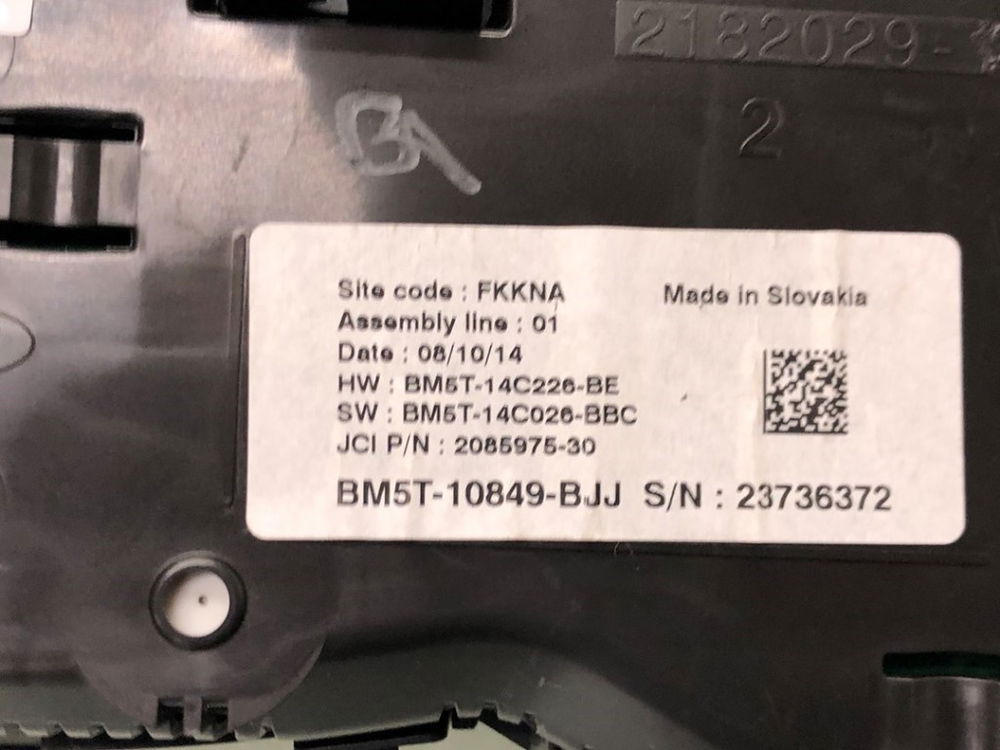 2182029-
2
BA
Site code : FKKNA
Made in Slovakia
Assembly line : 01
Date : 08/10/14
HW : BM5T-14C226-BE
SW : BM5T-14C026-BBC
JCI P/N : 2085975-30
BM5T-10849-BJJ S/N : 23736372